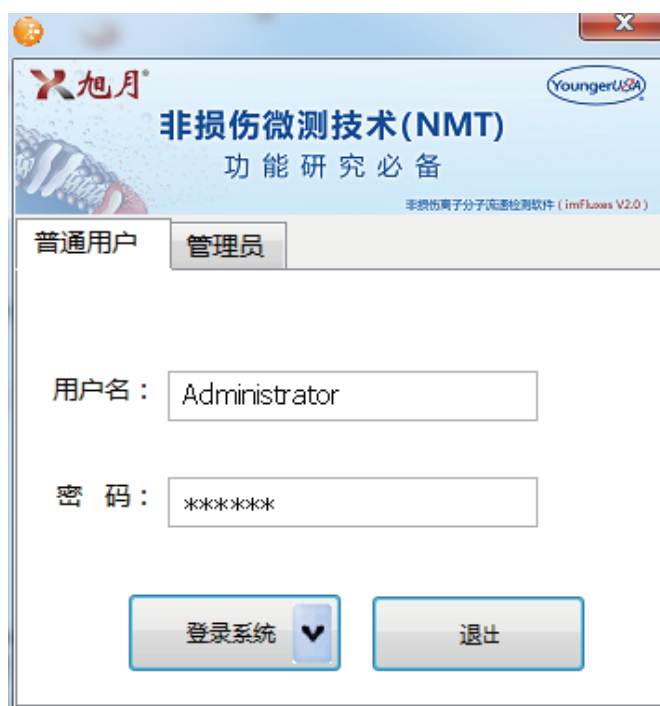 旭月®
YoungerUSA
非损伤微测技术(NMT)
功能研究必备
非损伤离子分子流速检测软件 ( imFluxes V2.0 )
普通用户 管理员
用户名： Administrator
密 码： ******
登录系统 退出